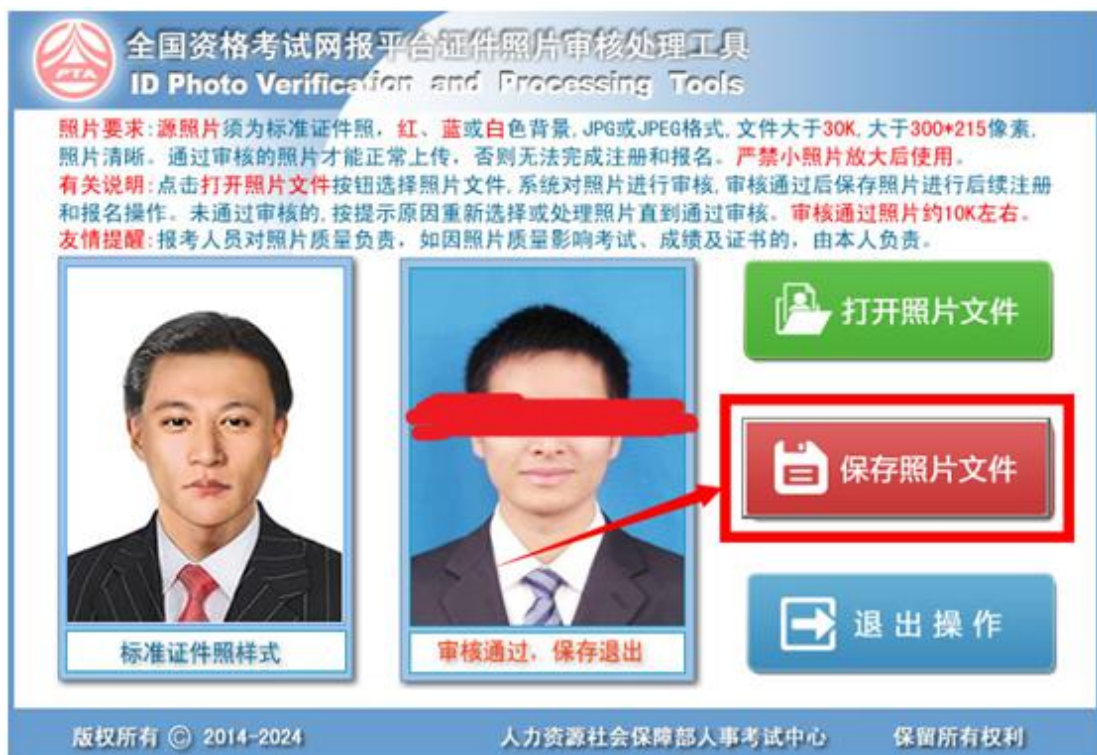 全国资格考试网报平台证件照片审核处理工具
PTA
ID Photo Verification and Processing Tools
照片要求:源照片须为标准证件照, 红、蓝或白色背景, JPG或JPEG格式, 文件大于30K, 大于300*215像素,
照片清晰。通过审核的照片才能正常上传, 否则无法完成注册和报名。严禁小照片放大后使用。
有关说明:点击打开照片文件按钮选择照片文件, 系统对照片进行审核, 审核通过后保存照片进行后续注册
和报名操作。未通过审核的, 按提示原因重新选择或处理照片直到通过审核。审核通过照片约10K左右。
友情提醒:报考人员对照片质量负责, 如因照片质量影响考试、成绩及证书的, 由本人负责。
打开照片文件
保存照片文件
退出操作
标准证件照样式
审核通过, 保存退出
版权所有 © 2014-2024 人力资源社会保障部人事考试中心 保留所有权利